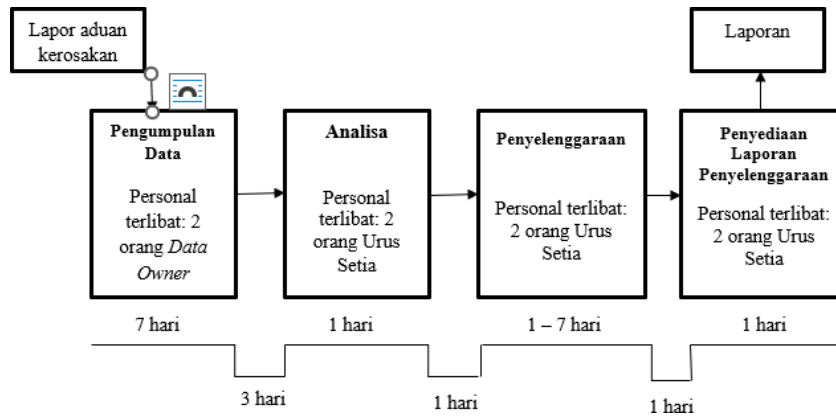 Lapor aduan
kerosakan
Laporan
Pengumpulan
Data
Personal
terlibat: 2
orang Data
Owner
Analisa
Personal
terlibat: 2
orang Urus
Setia
Penyelenggaraan
Personal terlibat:
2 orang Urus
Setia
Penyediaan
Laporan
Penyelenggaraan
Personal terlibat:
2 orang Urus
Setia
7 hari
1 hari
1 – 7 hari
1 hari
3 hari
1 hari
1 hari